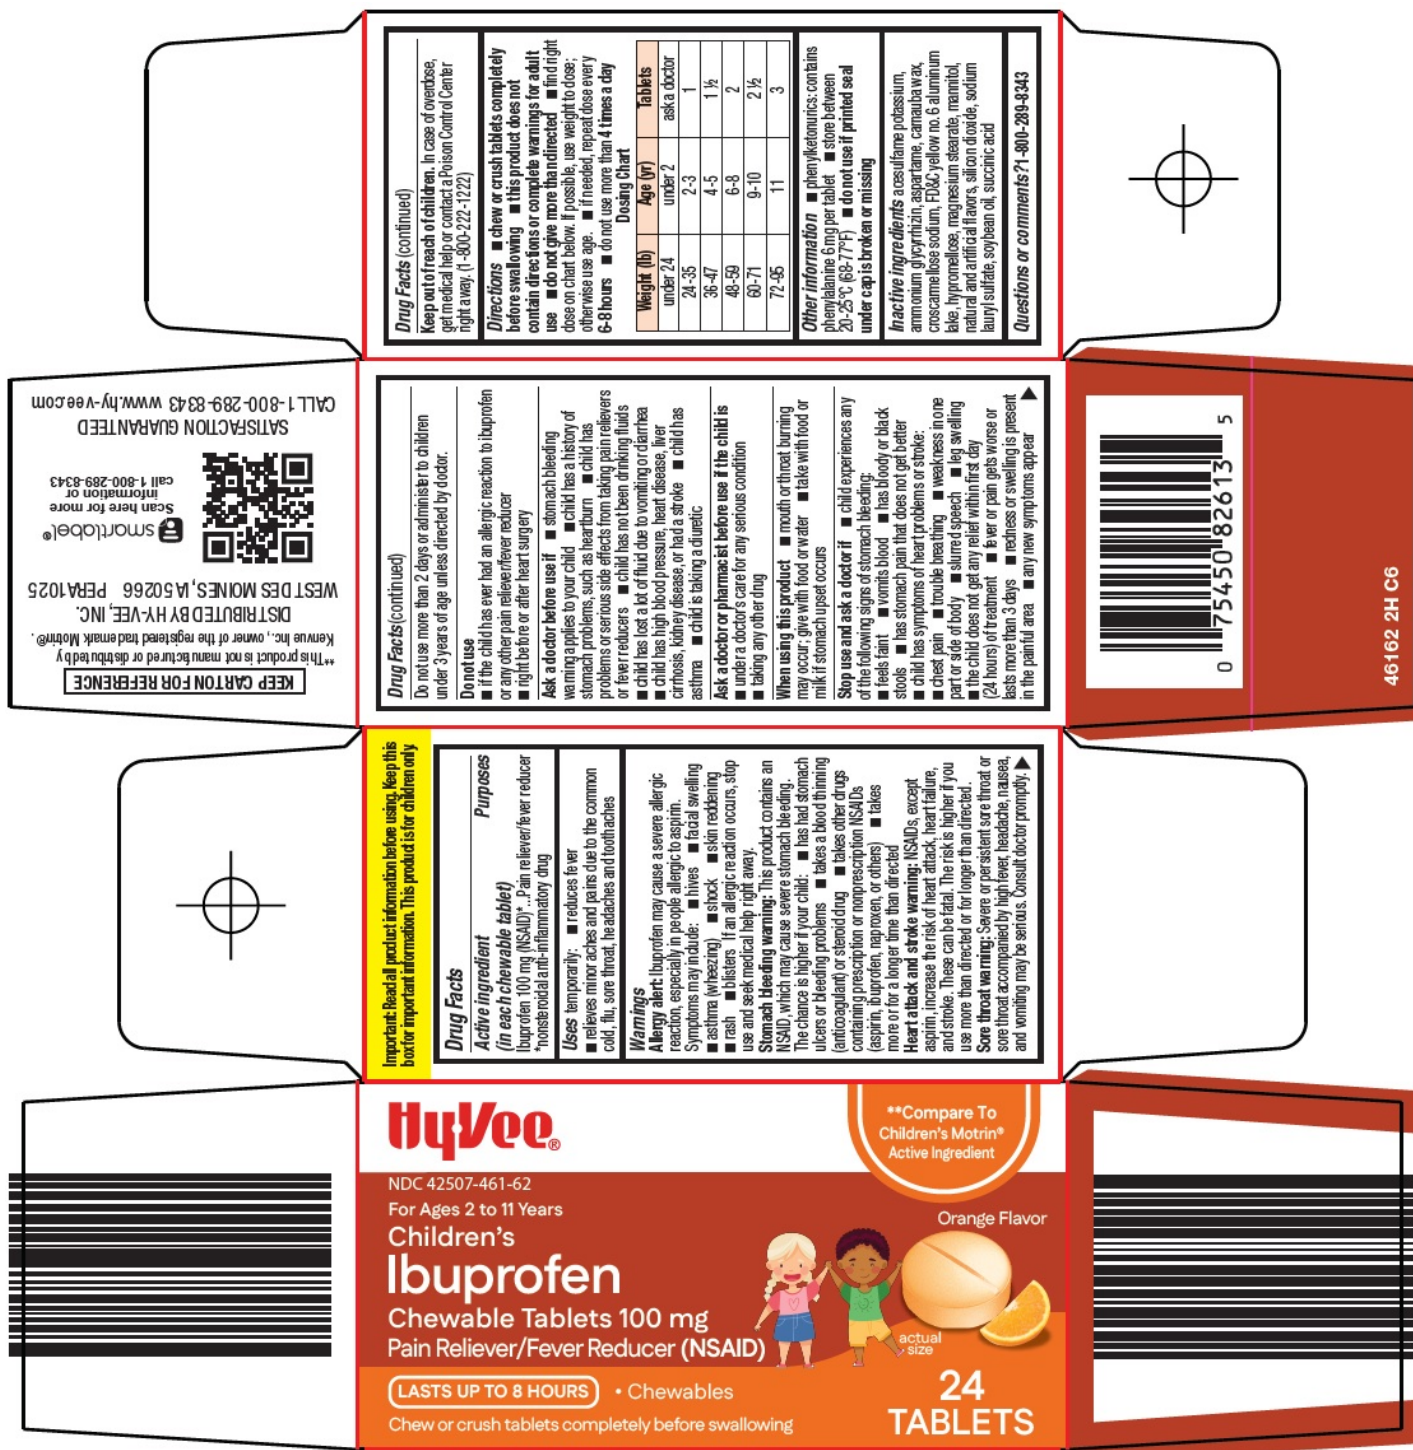 HyVee®
**Compare To
Children's Motrin®
Active Ingredient
NDC 42507-461-62
For Ages 2 to 11 Years
Children's
Ibuprofen
Chewable Tablets 100 mg
Pain Reliever/Fever Reducer (NSAID)
Orange Flavor
actual
size
LASTS UP TO 8 HOURS
• Chewables
Chew or crush tablets completely before swallowing
24
TABLETS
Important: Read all product information before using. Keep this
box for important information. This product is for children only.
Drug Facts
Active ingredient Purposes
(in each chewable tablet)
Ibuprofen 100 mg (NSAID)*...Pain reliever/fever reducer
*nonsteroidal anti-inflammatory drug
Uses temporarily: ■ reduces fever
■ relieves minor aches and pains due to the common
cold, flu, sore throat, headaches and toothaches
Warnings
Allergy alert: Ibuprofen may cause a severe allergic
reaction, especially in people allergic to aspirin.
Symptoms may include: ■ hives ■ facial swelling
■ asthma (wheezing) ■ shock ■ skin reddening
■ rash ■ blisters If an allergic reaction occurs, stop
use and seek medical help right away.
Stomach bleeding warning: This product contains an
NSAID, which may cause severe stomach bleeding.
The chance is higher if your child: ■ has had stomach
ulcers or bleeding problems ■ takes a blood thinning
(anticoagulant) or steroid drug ■ takes other drugs
containing prescription or nonprescription NSAIDs
(aspirin, ibuprofen, naproxen, or others) ■ takes
more or for a longer time than directed
Heart attack and stroke warning: NSAIDs, except
aspirin, increase the risk of heart attack, heart failure,
and stroke. These can be fatal. The risk is higher if you
use more than directed or for longer than directed.
Sore throat warning: Severe or persistent sore throat or
sore throat accompanied by high fever, headache, nausea,
and vomiting may be serious. Consult doctor promptly.
Drug Facts (continued)
Do not use more than 2 days or administer to children
under 3 years of age unless directed by doctor.
Do not use
■ if the child has ever had an allergic reaction to ibuprofen
or any other pain reliever/fever reducer
■ right before or after heart surgery
Ask a doctor before use if ■ stomach bleeding
warning applies to your child ■ child has a history of
stomach problems, such as heartburn ■ child has
problems or serious side effects from taking pain relievers
or fever reducers ■ child has not been drinking fluids
■ child has lost a lot of fluid due to vomiting or diarrhea
■ child has high blood pressure, heart disease, liver
cirrhosis, kidney disease, or had a stroke ■ child has
asthma ■ child is taking a diuretic
Ask a doctor or pharmacist before use if the child is
■ under a doctor's care for any serious condition
■ taking any other drug
When using this product ■ mouth or throat burning
may occur; give with food or water ■ take with food or
milk if stomach upset occurs
Stop use and ask a doctor if ■ child experiences any
of the following signs of stomach bleeding:
■ feels faint ■ vomits blood ■ has bloody or black
stools ■ has stomach pain that does not get better
■ child has symptoms of heart problems or stroke:
■ chest pain ■ trouble breathing ■ weakness in one
part or side of body ■ slurred speech ■ leg swelling
■ the child does not get any relief within first day
(24 hours) of treatment ■ fever or pain gets worse or
lasts more than 3 days ■ redness or swelling is present
in the painful area ■ any new symptoms appear
Drug Facts (continued)
Keep out of reach of children. In case of overdose,
get medical help or contact a Poison Control Center
right away. (1-800-222-1222)
Directions ■ chew or crush tablets completely
before swallowing ■ this product does not
contain directions or complete warnings for adult
use ■ do not give more than directed ■ find right
dose on chart below. If possible, use weight to dose;
otherwise use age. ■ if needed, repeat dose every
6-8 hours ■ do not use more than 4 times a day
Dosing Chart
Weight (lb) Age (yr) Tablets
under 24 under 2 ask a doctor
24-35 2-3 1
36-47 4-5 1 ½
48-59 6-8 2
60-71 9-10 2 ½
72-95 11 3
Other information ■ phenylketonurics: contains
phenylalanine 6 mg per tablet ■ store between
20-25°C (68-77°F) ■ do not use if printed seal
under cap is broken or missing
Inactive ingredients acesulfame potassium,
ammonium glycyrrhizin, aspartame, carnauba wax,
croscarmellose sodium, FD&C yellow no. 6 aluminum
lake, hypromellose, magnesium stearate, mannitol,
natural and artificial flavors, silicon dioxide, sodium
lauryl sulfate, soybean oil, succinic acid
Questions or comments? 1-800-289-8343
KEEP CARTON FOR REFERENCE
**This product is not manufactured or distributed by
Kenvue Inc., owner of the registered trademark Motrin®.
DISTRIBUTED BY HY-VEE, INC.
WEST DES MOINES, IA 50266 PERA1025
smartlabel®
Scan here for more
information or
call 1-800-289-8343
SATISFACTION GUARANTEED
CALL 1-800-289-8343 www.hy-vee.com
0 75450 82613 5
46162 2H C6